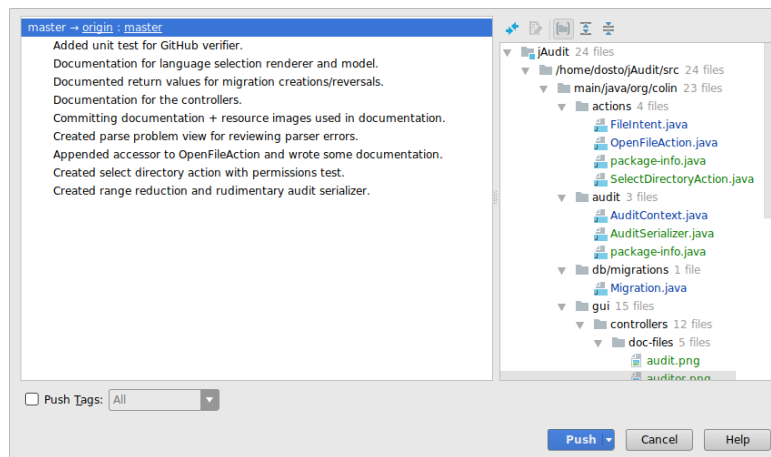 master → origin : master
Added unit test for GitHub verifier.
Documentation for language selection renderer and model.
Documented return values for migration creations/reversals.
Documentation for the controllers.
Committing documentation + resource images used in documentation.
Created parse problem view for reviewing parser errors.
Appended accessor to OpenFileAction and wrote some documentation.
Created select directory action with permissions test.
Created range reduction and rudimentary audit serializer.
jAudit 24 files
/home/dosto/jAudit/src 24 files
main/java/org/colin 23 files
actions 4 files
FileIntent.java
OpenFileAction.java
package-info.java
SelectDirectoryAction.java
audit 3 files
AuditContext.java
AuditSerializer.java
package-info.java
db/migrations 1 file
Migration.java
gui 15 files
controllers 12 files
doc-files 5 files
audit.png
auditor.png
Push Tags: All
Push
Cancel
Help